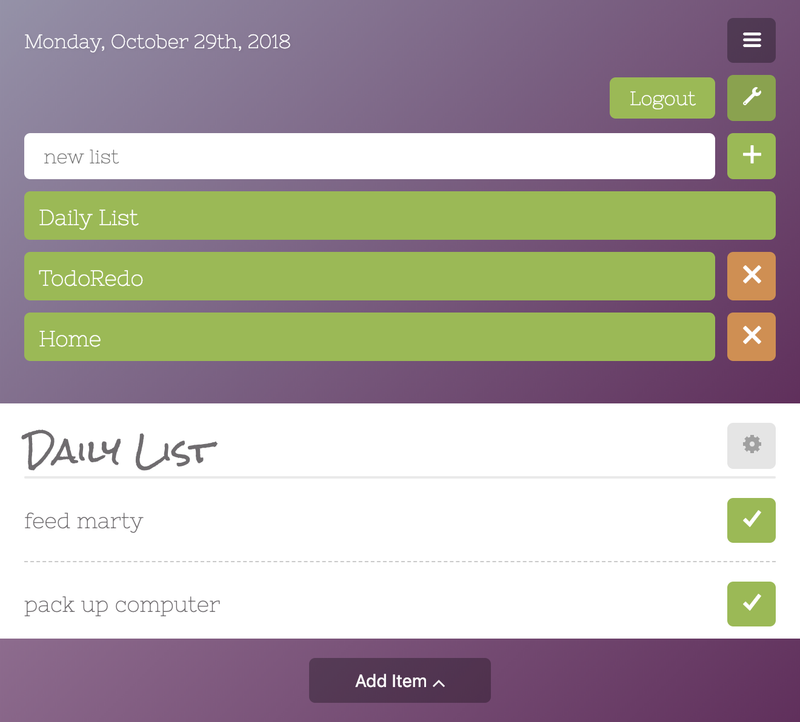 Monday, October 29th, 2018
Logout
new list
Daily List
TodoRedo
Home
Daily List
feed marty
pack up computer
Add Item